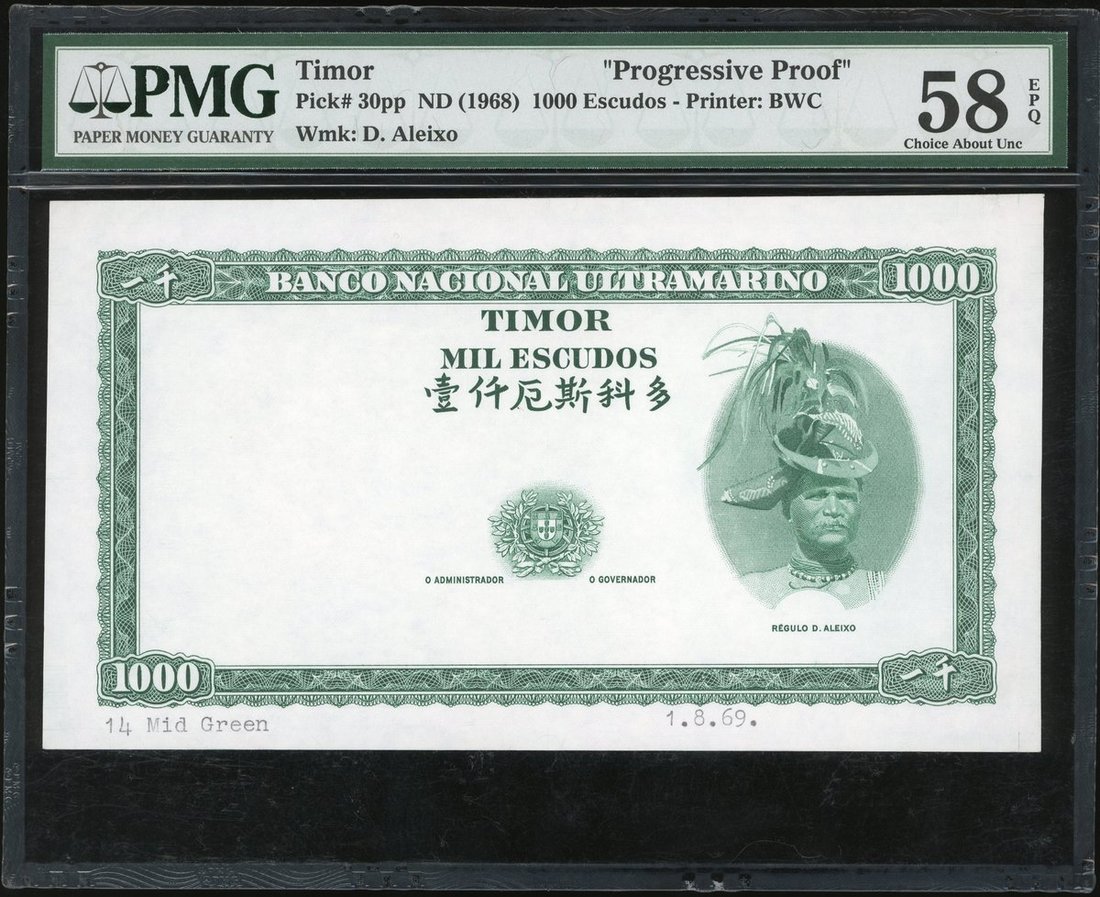 PMG
PAPER MONEY GUARANTY
Timor "Progressive Proof"
Pick# 30pp ND (1968) 1000 Escudos - Printer: BWC
Wmk: D. Aleixo
58
EPQ
Choice About Unc
一千 BANCO NACIONAL ULTRAMARINO 1000
TIMOR
MIL ESCUDOS
壹仟厄斯科多
O ADMINISTRADOR O GOVERNADOR
RÉGULO D. ALEIXO
1000 一千
14 Mid Green 1.8.69.